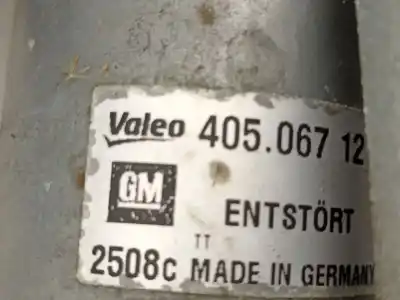 Valeo 405.067 12
GM
ENTSTÖRT
TT
2508C MADE IN GERMANY